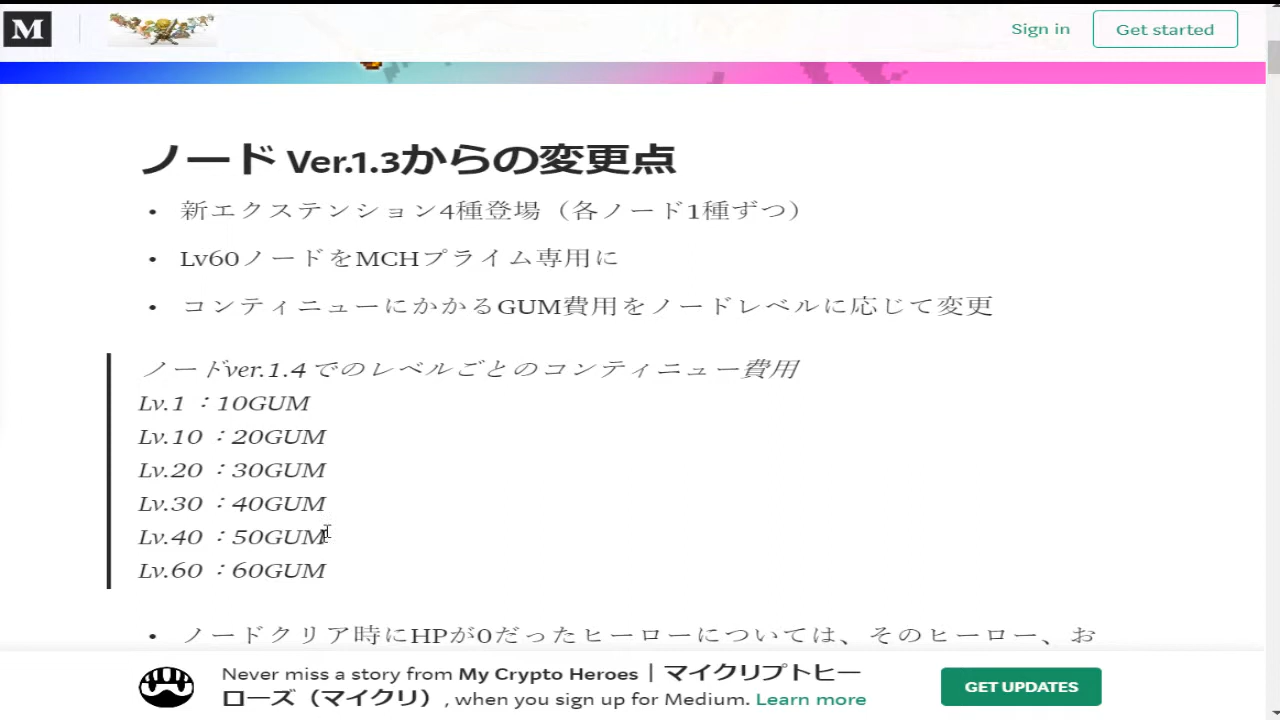 M
Sign in
Get started
ノード Ver.1.3からの変更点
• 新エクステンション4種登場（各ノード1種ずつ）
• Lv60ノードをMCHプライム専用に
• コンティニューにかかるGUM費用をノードレベルに応じて変更
ノードver.1.4 でのレベルごとのコンティニュー費用
Lv.1 ：10GUM
Lv.10 ：20GUM
Lv.20 ：30GUM
Lv.30 ：40GUM
Lv.40 ：50GUM
Lv.60 ：60GUM
• ノードクリア時にHPが0だったヒーローについては、そのヒーロー、お
Never miss a story from My Crypto Heroes｜マイクリプトヒー
ローズ（マイクリ）, when you sign up for Medium. Learn more
GET UPDATES